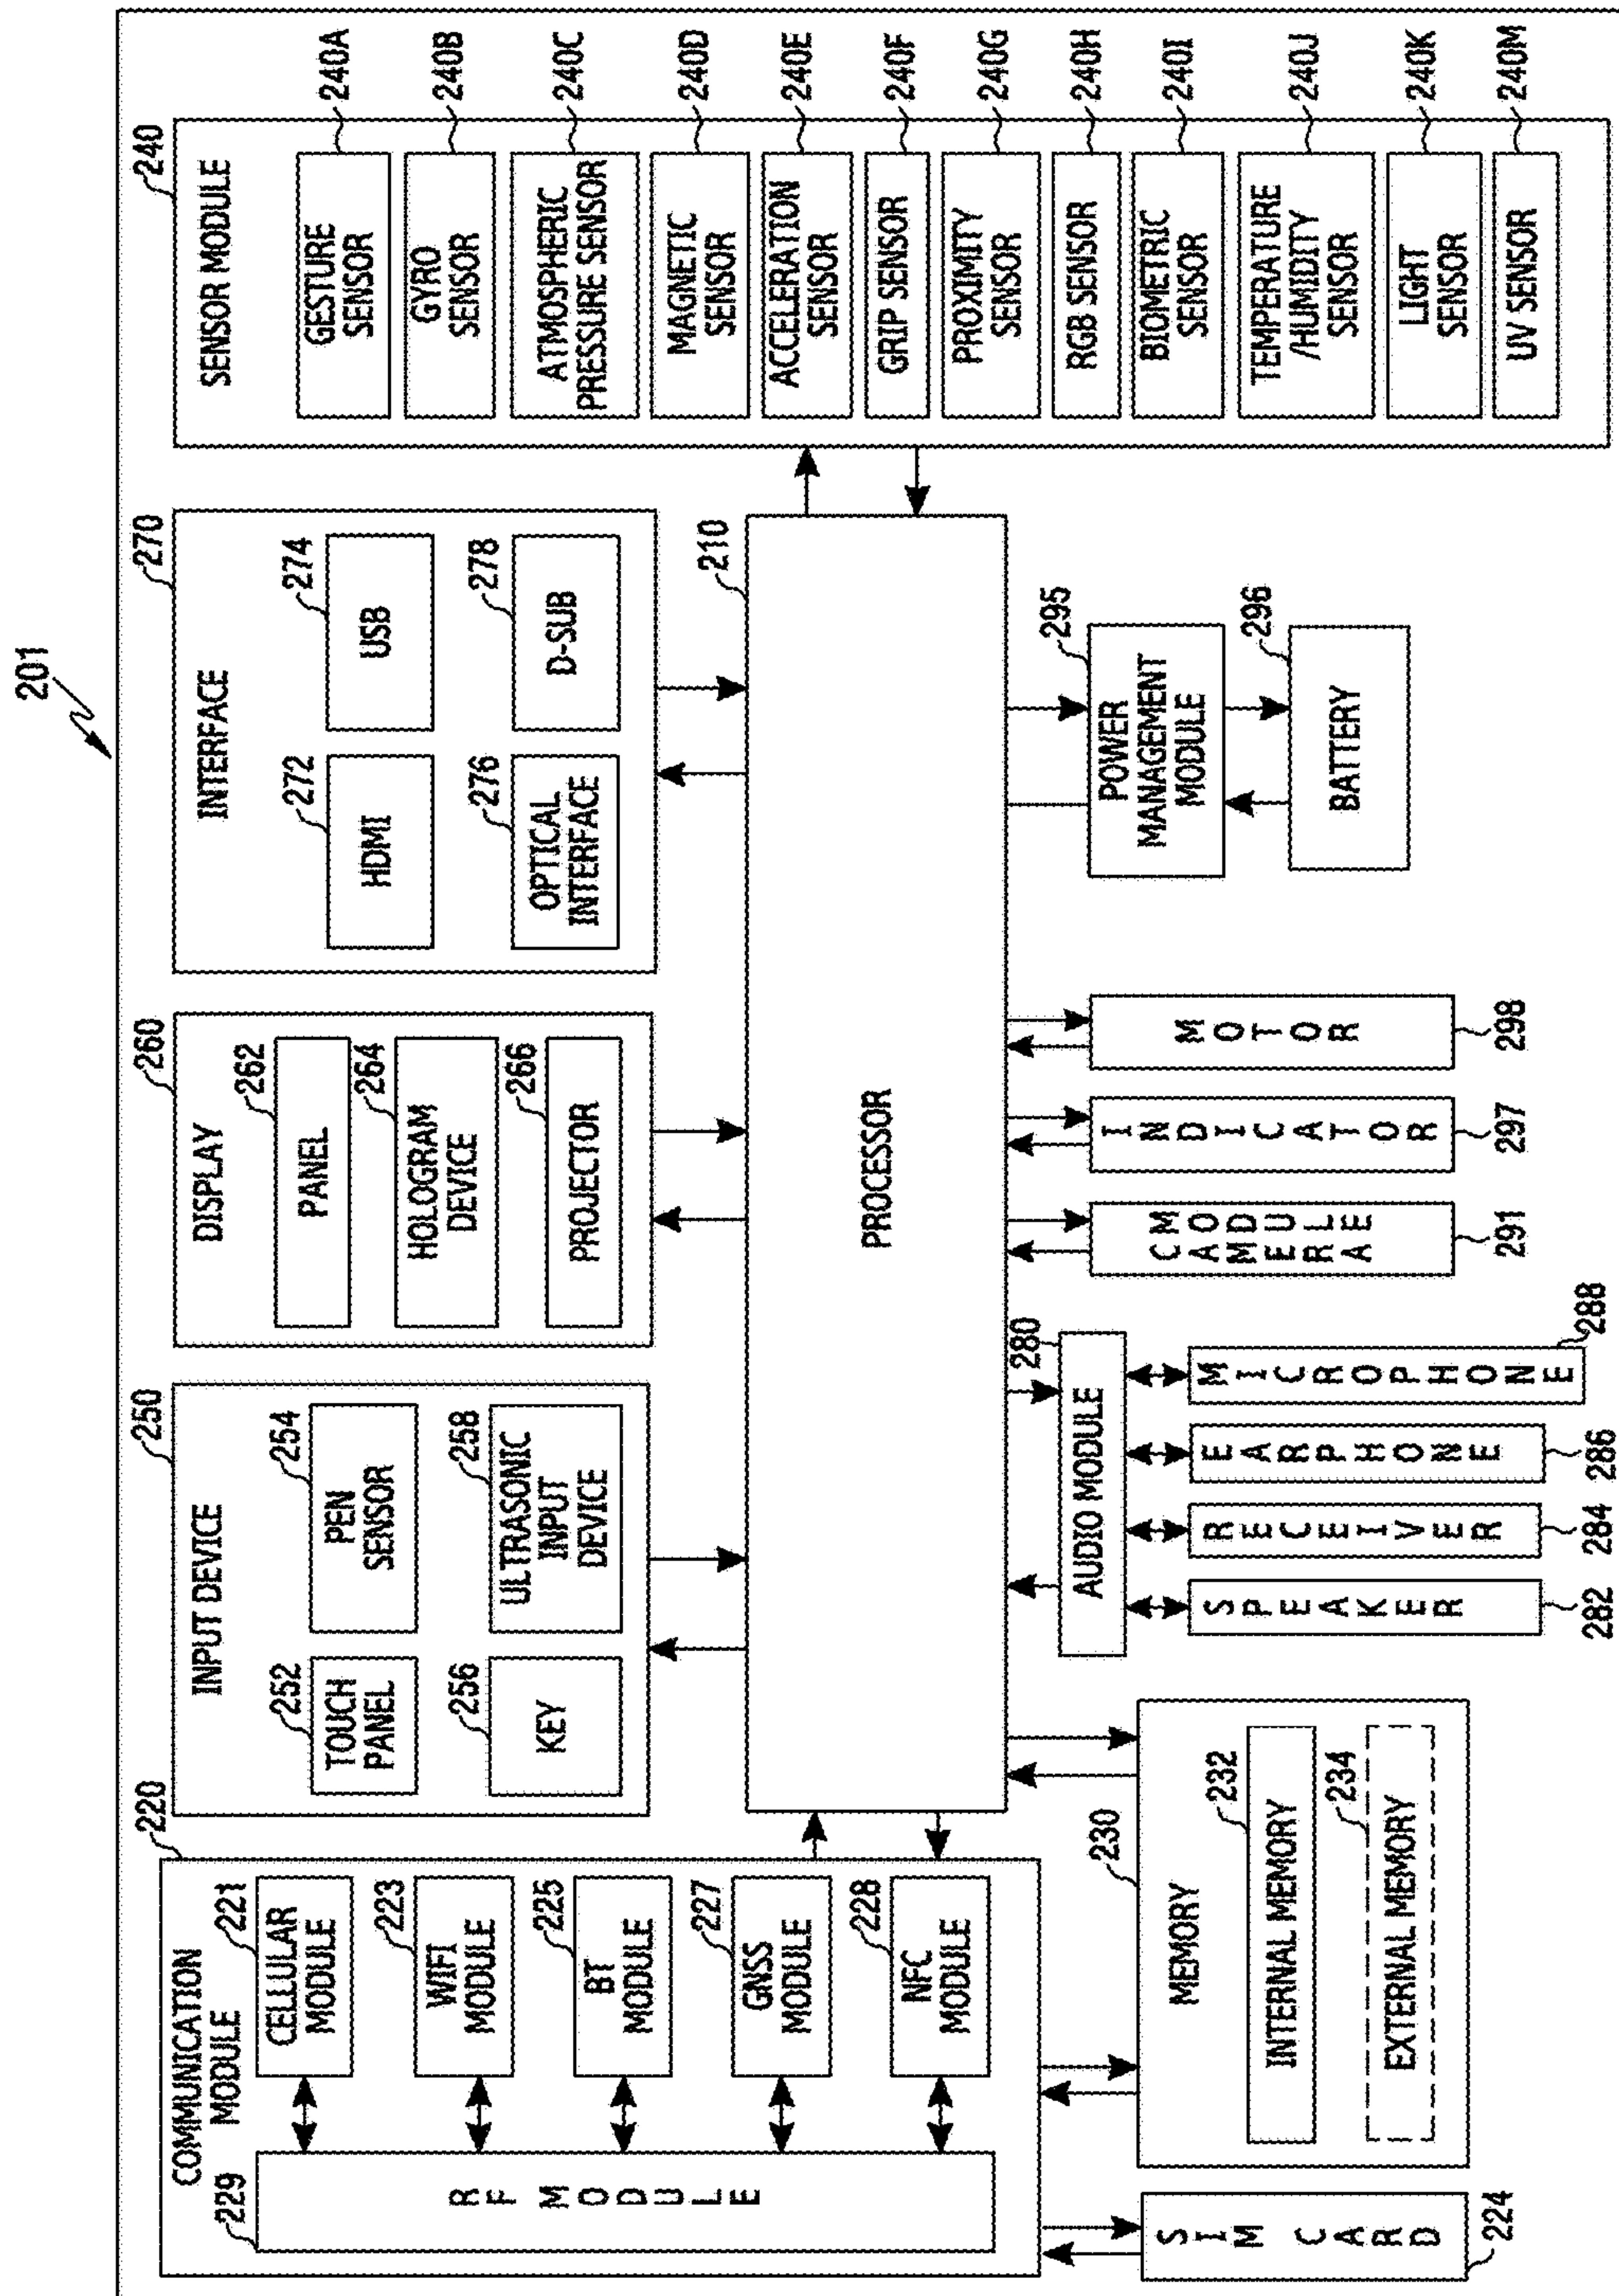 201
220
COMMUNICATION
MODULE
229
RF MODULE
221
CELLULAR
MODULE
223
WIFI
MODULE
225
BT
MODULE
227
GNSS
MODULE
228
NFC
MODULE
250
INPUT DEVICE
252
TOUCH
PANEL
254
PEN
SENSOR
256
KEY
258
ULTRASONIC
INPUT
DEVICE
260
DISPLAY
262
PANEL
264
HOLOGRAM
DEVICE
266
PROJECTOR
270
INTERFACE
272
HDMI
274
USB
276
OPTICAL
INTERFACE
278
D-SUB
240
SENSOR MODULE
GESTURE
SENSOR
240A
GYRO
SENSOR
240B
ATMOSPHERIC
PRESSURE SENSOR
240C
MAGNETIC
SENSOR
240D
ACCELERATION
SENSOR
240E
GRIP SENSOR
240F
PROXIMITY
SENSOR
240G
RGB SENSOR
240H
BIOMETRIC
SENSOR
240I
TEMPERATURE
/HUMIDITY
SENSOR
240J
LIGHT
SENSOR
240K
UV SENSOR
240M
210
PROCESSOR
SIM CARD
224
230
MEMORY
232
INTERNAL MEMORY
234
EXTERNAL MEMORY
280
AUDIO MODULE
SPEAKER
282
RECEIVER
284
EARPHONE
286
MICROPHONE
288
CAMERA
MODULE
291
INDICATOR
297
MOTOR
298
295
POWER
MANAGEMENT
MODULE
296
BATTERY